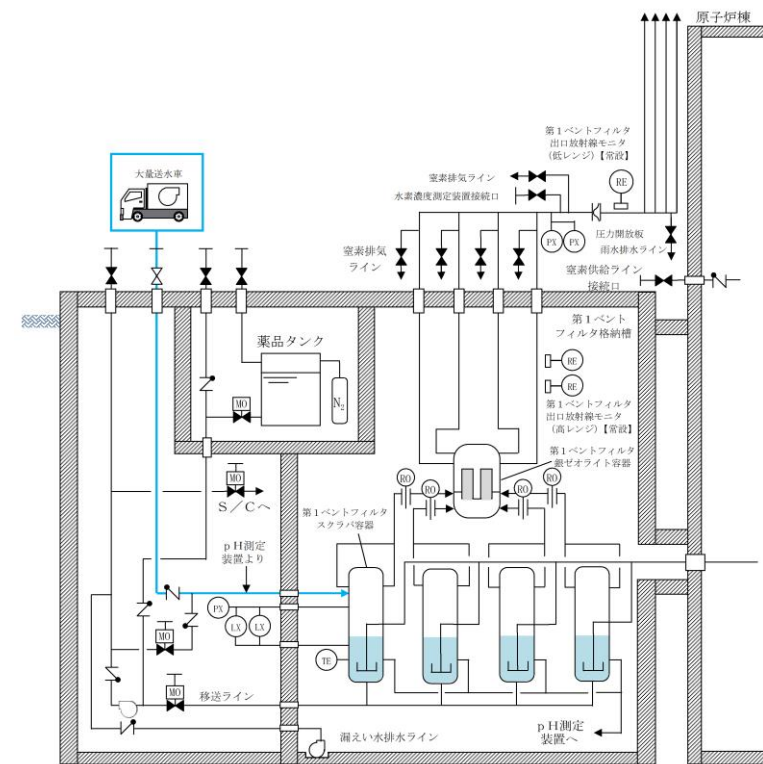 原子炉棟
第1ベントフィルタ
出口放射線モニタ
(低レンジ)【常設】
RE
大量送水車
窒素排気ライン
水素濃度測定装置接続口
PX
PX
圧力開放板
雨水排水ライン
窒素排気
ライン
窒素供給ライン
接続口
第1ベント
フィルタ格納槽
薬品タンク
N₂
MO
RE
RE
第1ベントフィルタ
出口放射線モニタ
(高レンジ)【常設】
第1ベントフィルタ
銀ゼオライト容器
MO
S/Cへ
RO
RO
RO
RO
第1ベントフィルタ
スクラバ容器
pH測定
装置より
PX
LX
LX
MO
TE
MO
移送ライン
pH測定
装置へ
漏えい水排水ライン